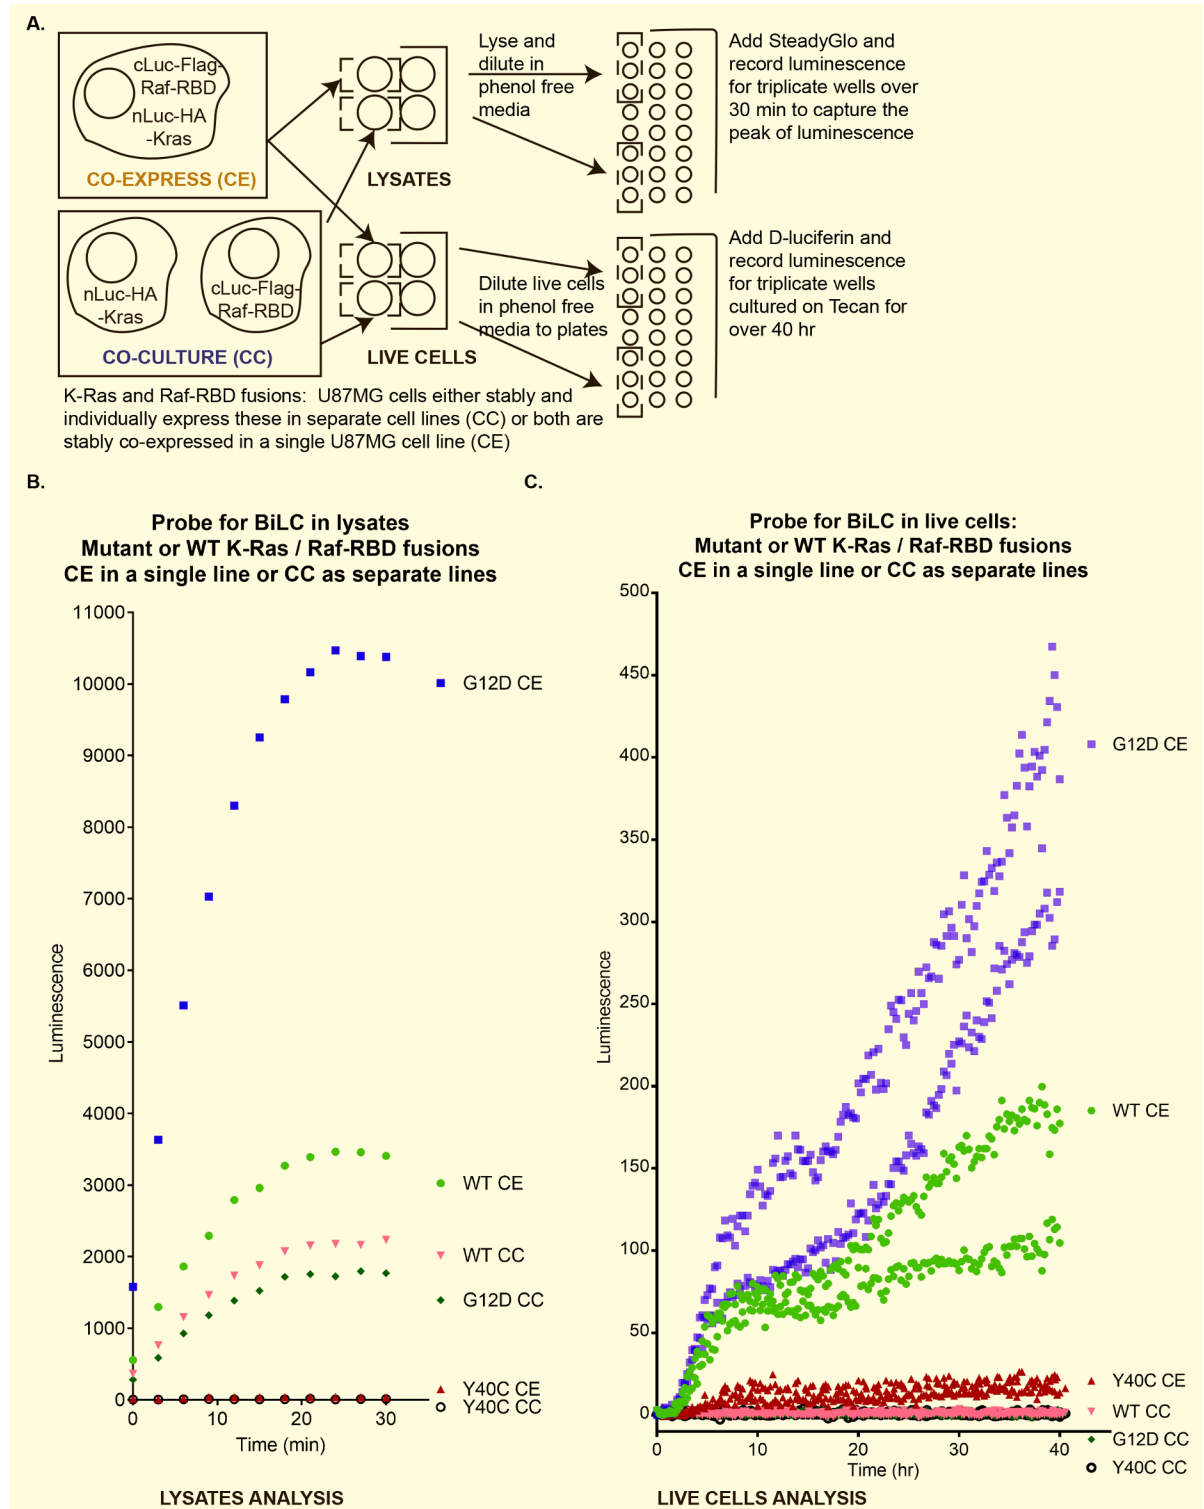 A.
cLuc-Flag-
Raf-RBD
nLuc-HA
-Kras
CO-EXPRESS (CE)
nLuc-HA
-Kras
cLuc-Flag-
Raf-RBD
CO-CULTURE (CC)
LYSATES
LIVE CELLS
Lyse and
dilute in
phenol free
media
Dilute live cells
in phenol free
media to plates
Add SteadyGlo and
record luminescence
for triplicate wells over
30 min to capture the
peak of luminescence
Add D-luciferin and
record luminescence
for triplicate wells
cultured on Tecan for
over 40 hr
K-Ras and Raf-RBD fusions: U87MG cells either stably and
individually express these in separate cell lines (CC) or both are
stably co-expressed in a single U87MG cell line (CE)
B.
Probe for BiLC in lysates
Mutant or WT K-Ras / Raf-RBD fusions
CE in a single line or CC as separate lines
11000
10000
9000
8000
7000
6000
5000
4000
3000
2000
1000
0
Luminescence
0 10 20 30
Time (min)
G12D CE
WT CE
WT CC
G12D CC
Y40C CE
Y40C CC
LYSATES ANALYSIS
C.
Probe for BiLC in live cells:
Mutant or WT K-Ras / Raf-RBD fusions
CE in a single line or CC as separate lines
500
450
400
350
300
250
200
150
100
50
0
Luminescence
0 10 20 30 40
Time (hr)
G12D CE
WT CE
Y40C CE
WT CC
G12D CC
Y40C CC
LIVE CELLS ANALYSIS